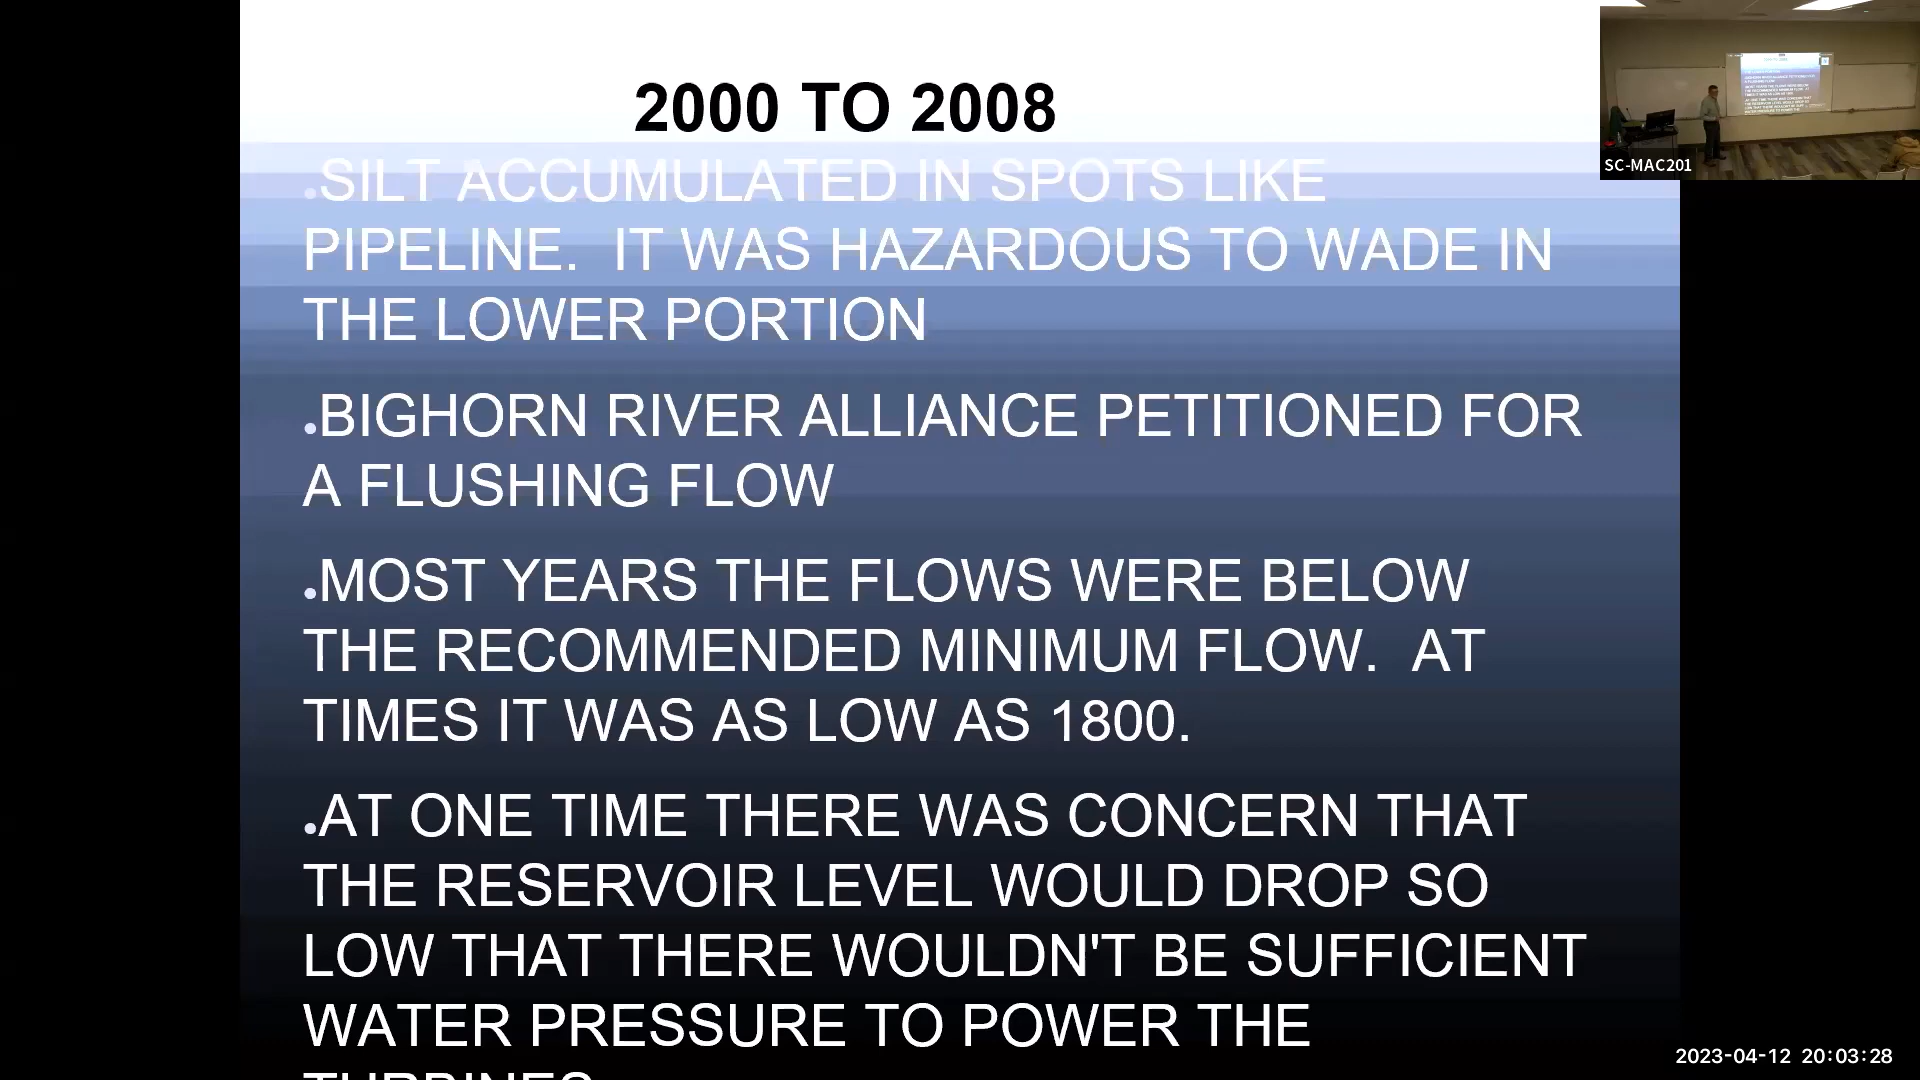 2000 TO 2008
•SILT ACCUMULATED IN SPOTS LIKE
PIPELINE.  IT WAS HAZARDOUS TO WADE IN
THE LOWER PORTION
•BIGHORN RIVER ALLIANCE PETITIONED FOR
A FLUSHING FLOW
•MOST YEARS THE FLOWS WERE BELOW
THE RECOMMENDED MINIMUM FLOW.  AT
TIMES IT WAS AS LOW AS 1800.
•AT ONE TIME THERE WAS CONCERN THAT
THE RESERVOIR LEVEL WOULD DROP SO
LOW THAT THERE WOULDN'T BE SUFFICIENT
WATER PRESSURE TO POWER THE
SC-MAC201
2023-04-12 20:03:28